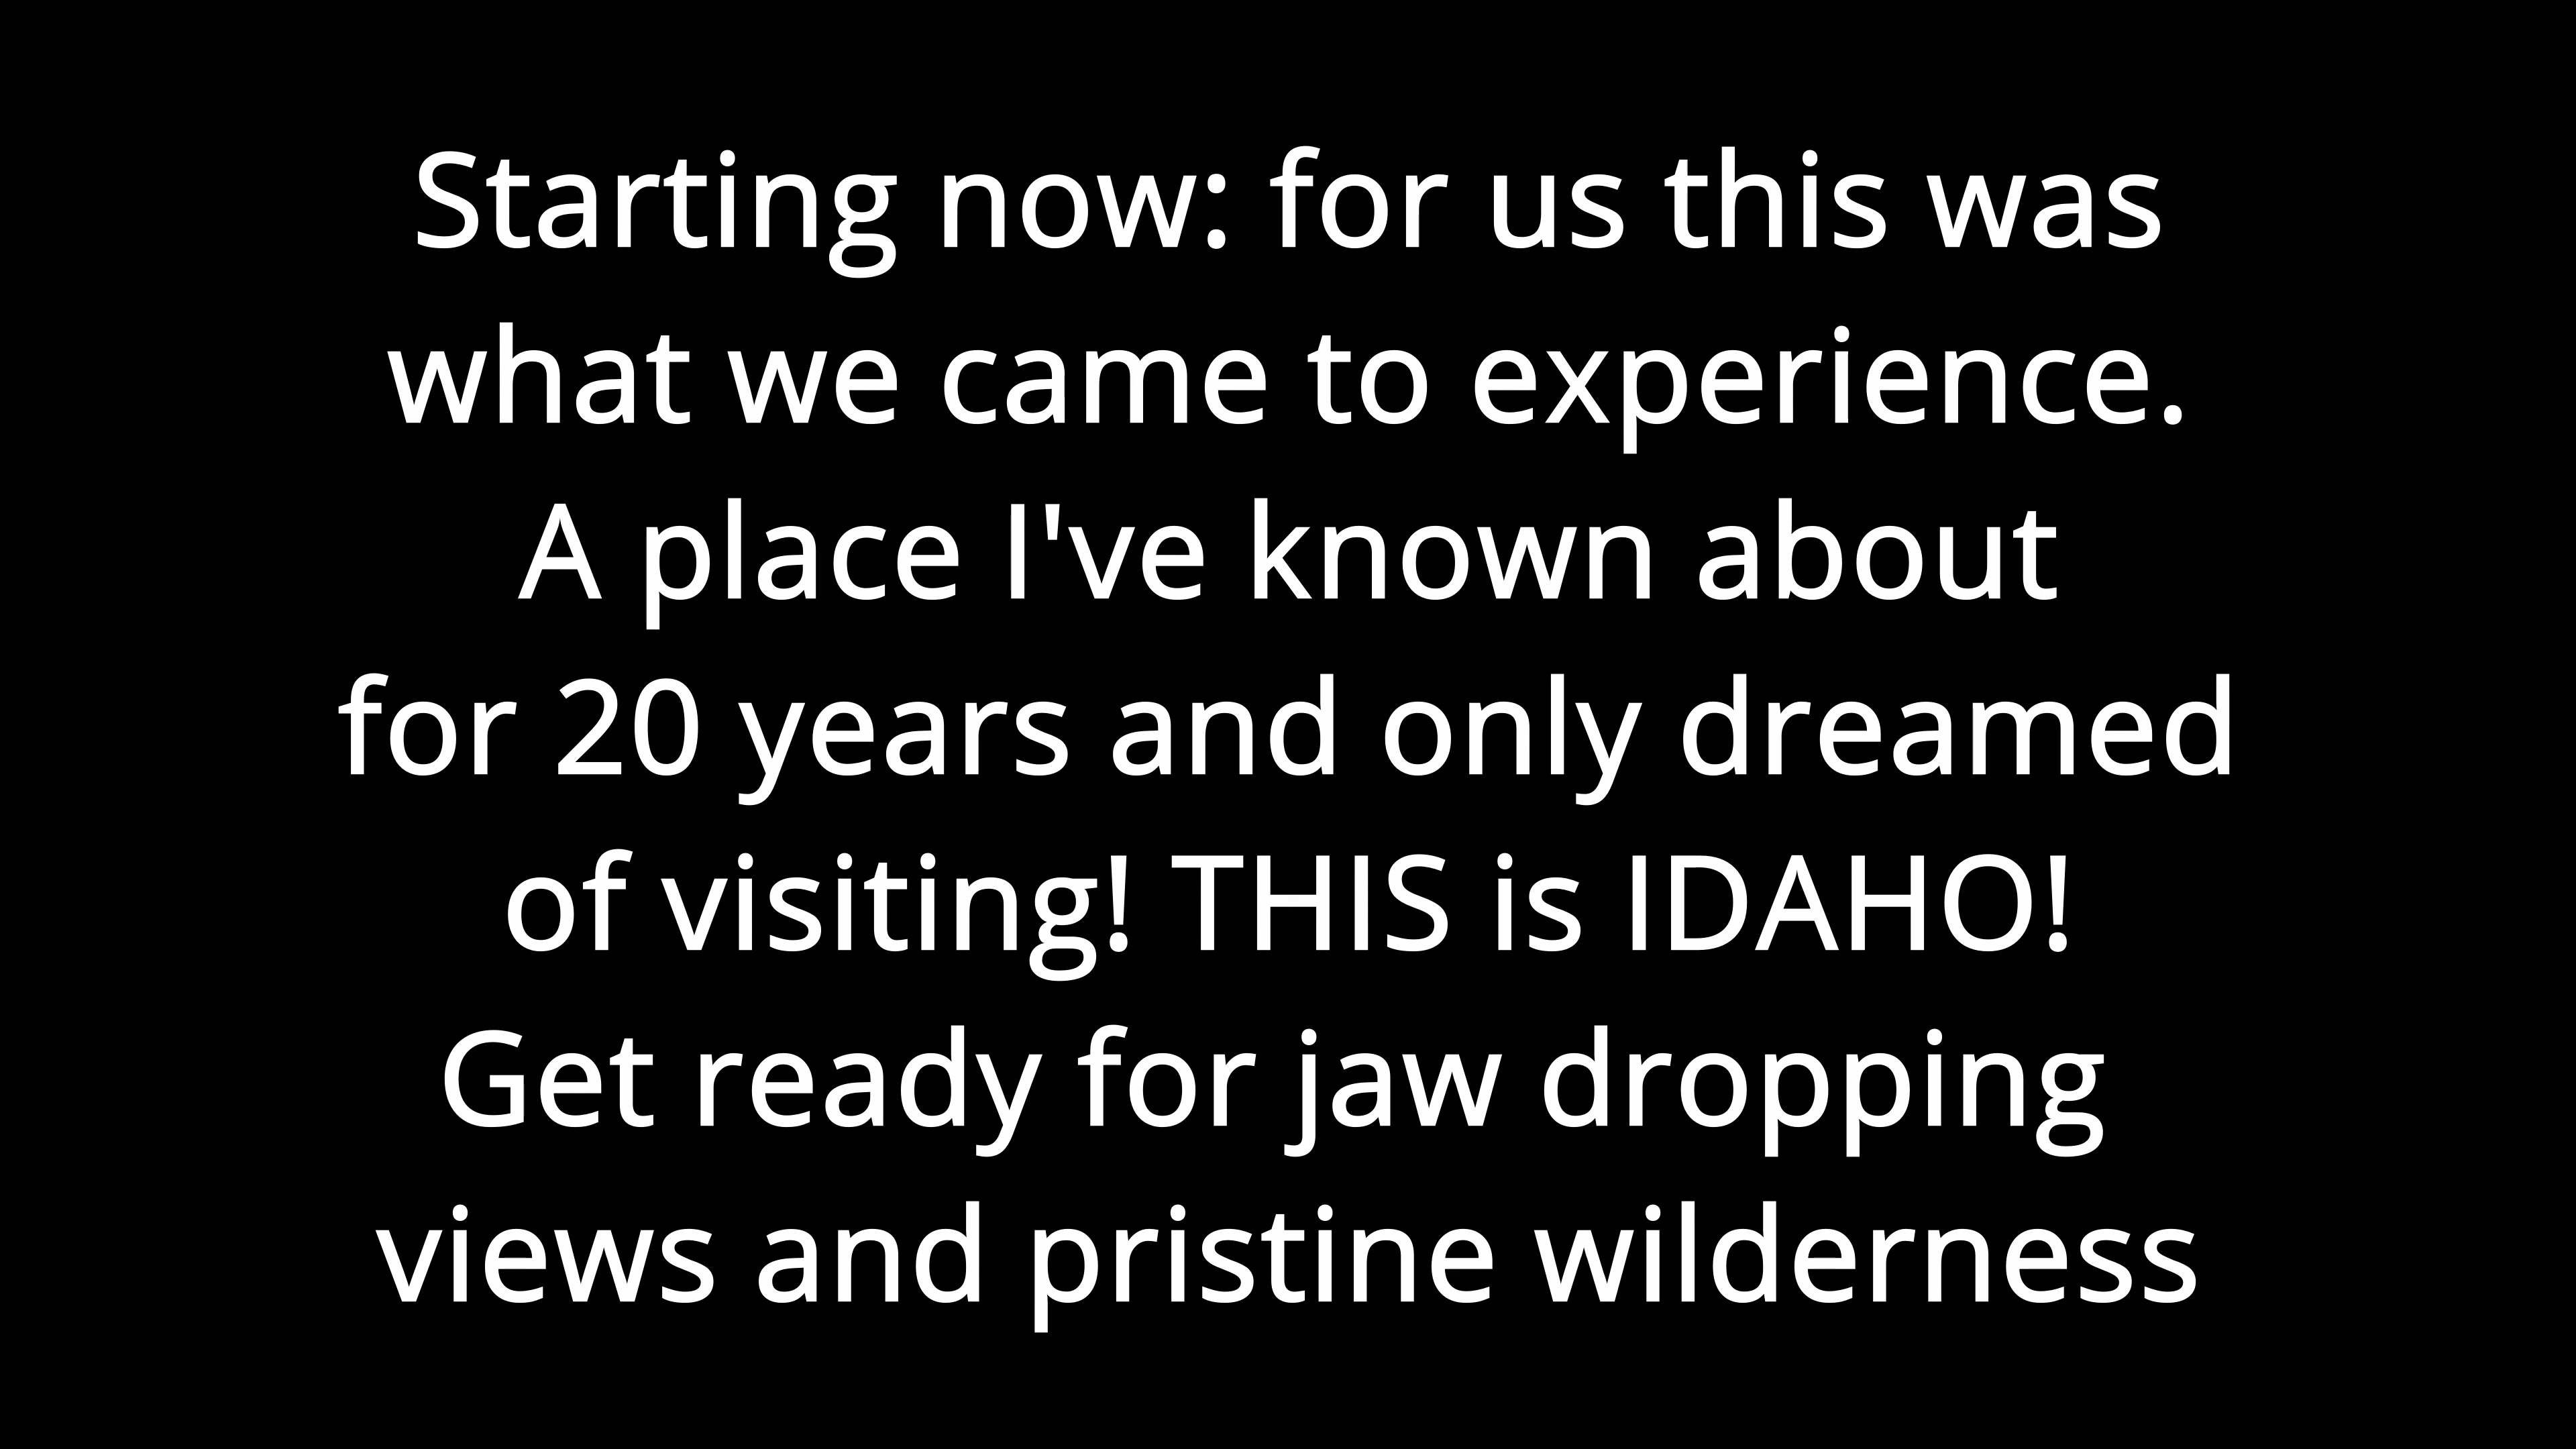 Starting now: for us this was
what we came to experience.
A place I've known about
for 20 years and only dreamed
of visiting! THIS is IDAHO!
Get ready for jaw dropping
views and pristine wilderness